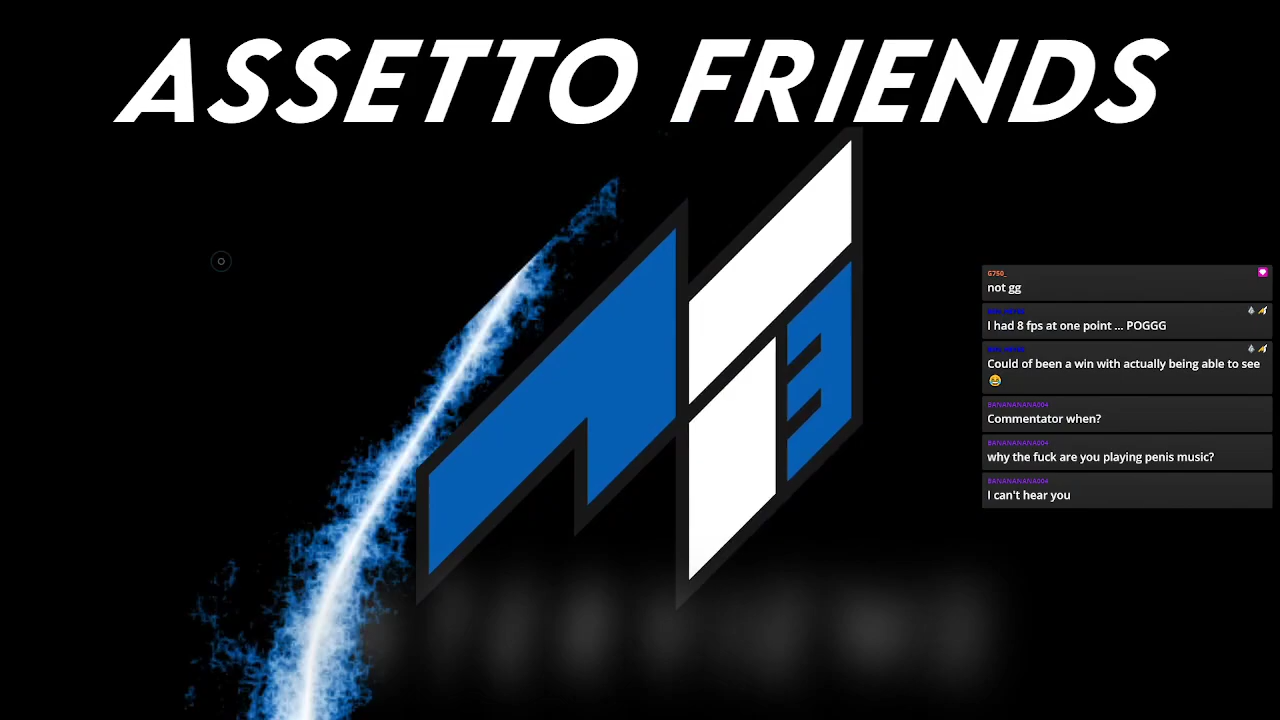 ASSETTO FRIENDS
G750_
not gg
I had 8 fps at one point ... POGGG
Could of been a win with actually being able to see
😂
BANANANANA004
Commentator when?
BANANANANA004
why the fuck are you playing penis music?
BANANANANA004
I can't hear you